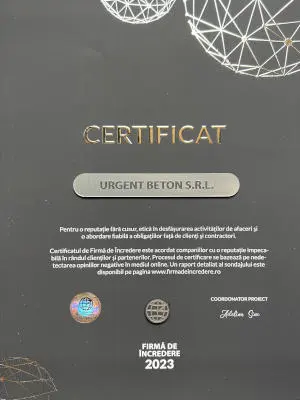 CERTIFICAT
URGENT BETON S.R.L.
Pentru o reputație fără cusur, etică în desfășurarea activităților de afaceri și
o abordare fiabilă a obligațiilor față de clienți și contractori.
Certificatul de Firmă de Încredere este acordat companiilor cu o reputație impeca-
bilă în rândul clienților și partenerilor. Procesul de certificare se bazează pe nede-
tectarea opiniilor negative în mediul online. Un raport detaliat al sondajului este
disponibil pe pagina www.firmadeincredere.ro
COORDONATOR PROIECT
FIRMĂ DE
ÎNCREDERE
2023